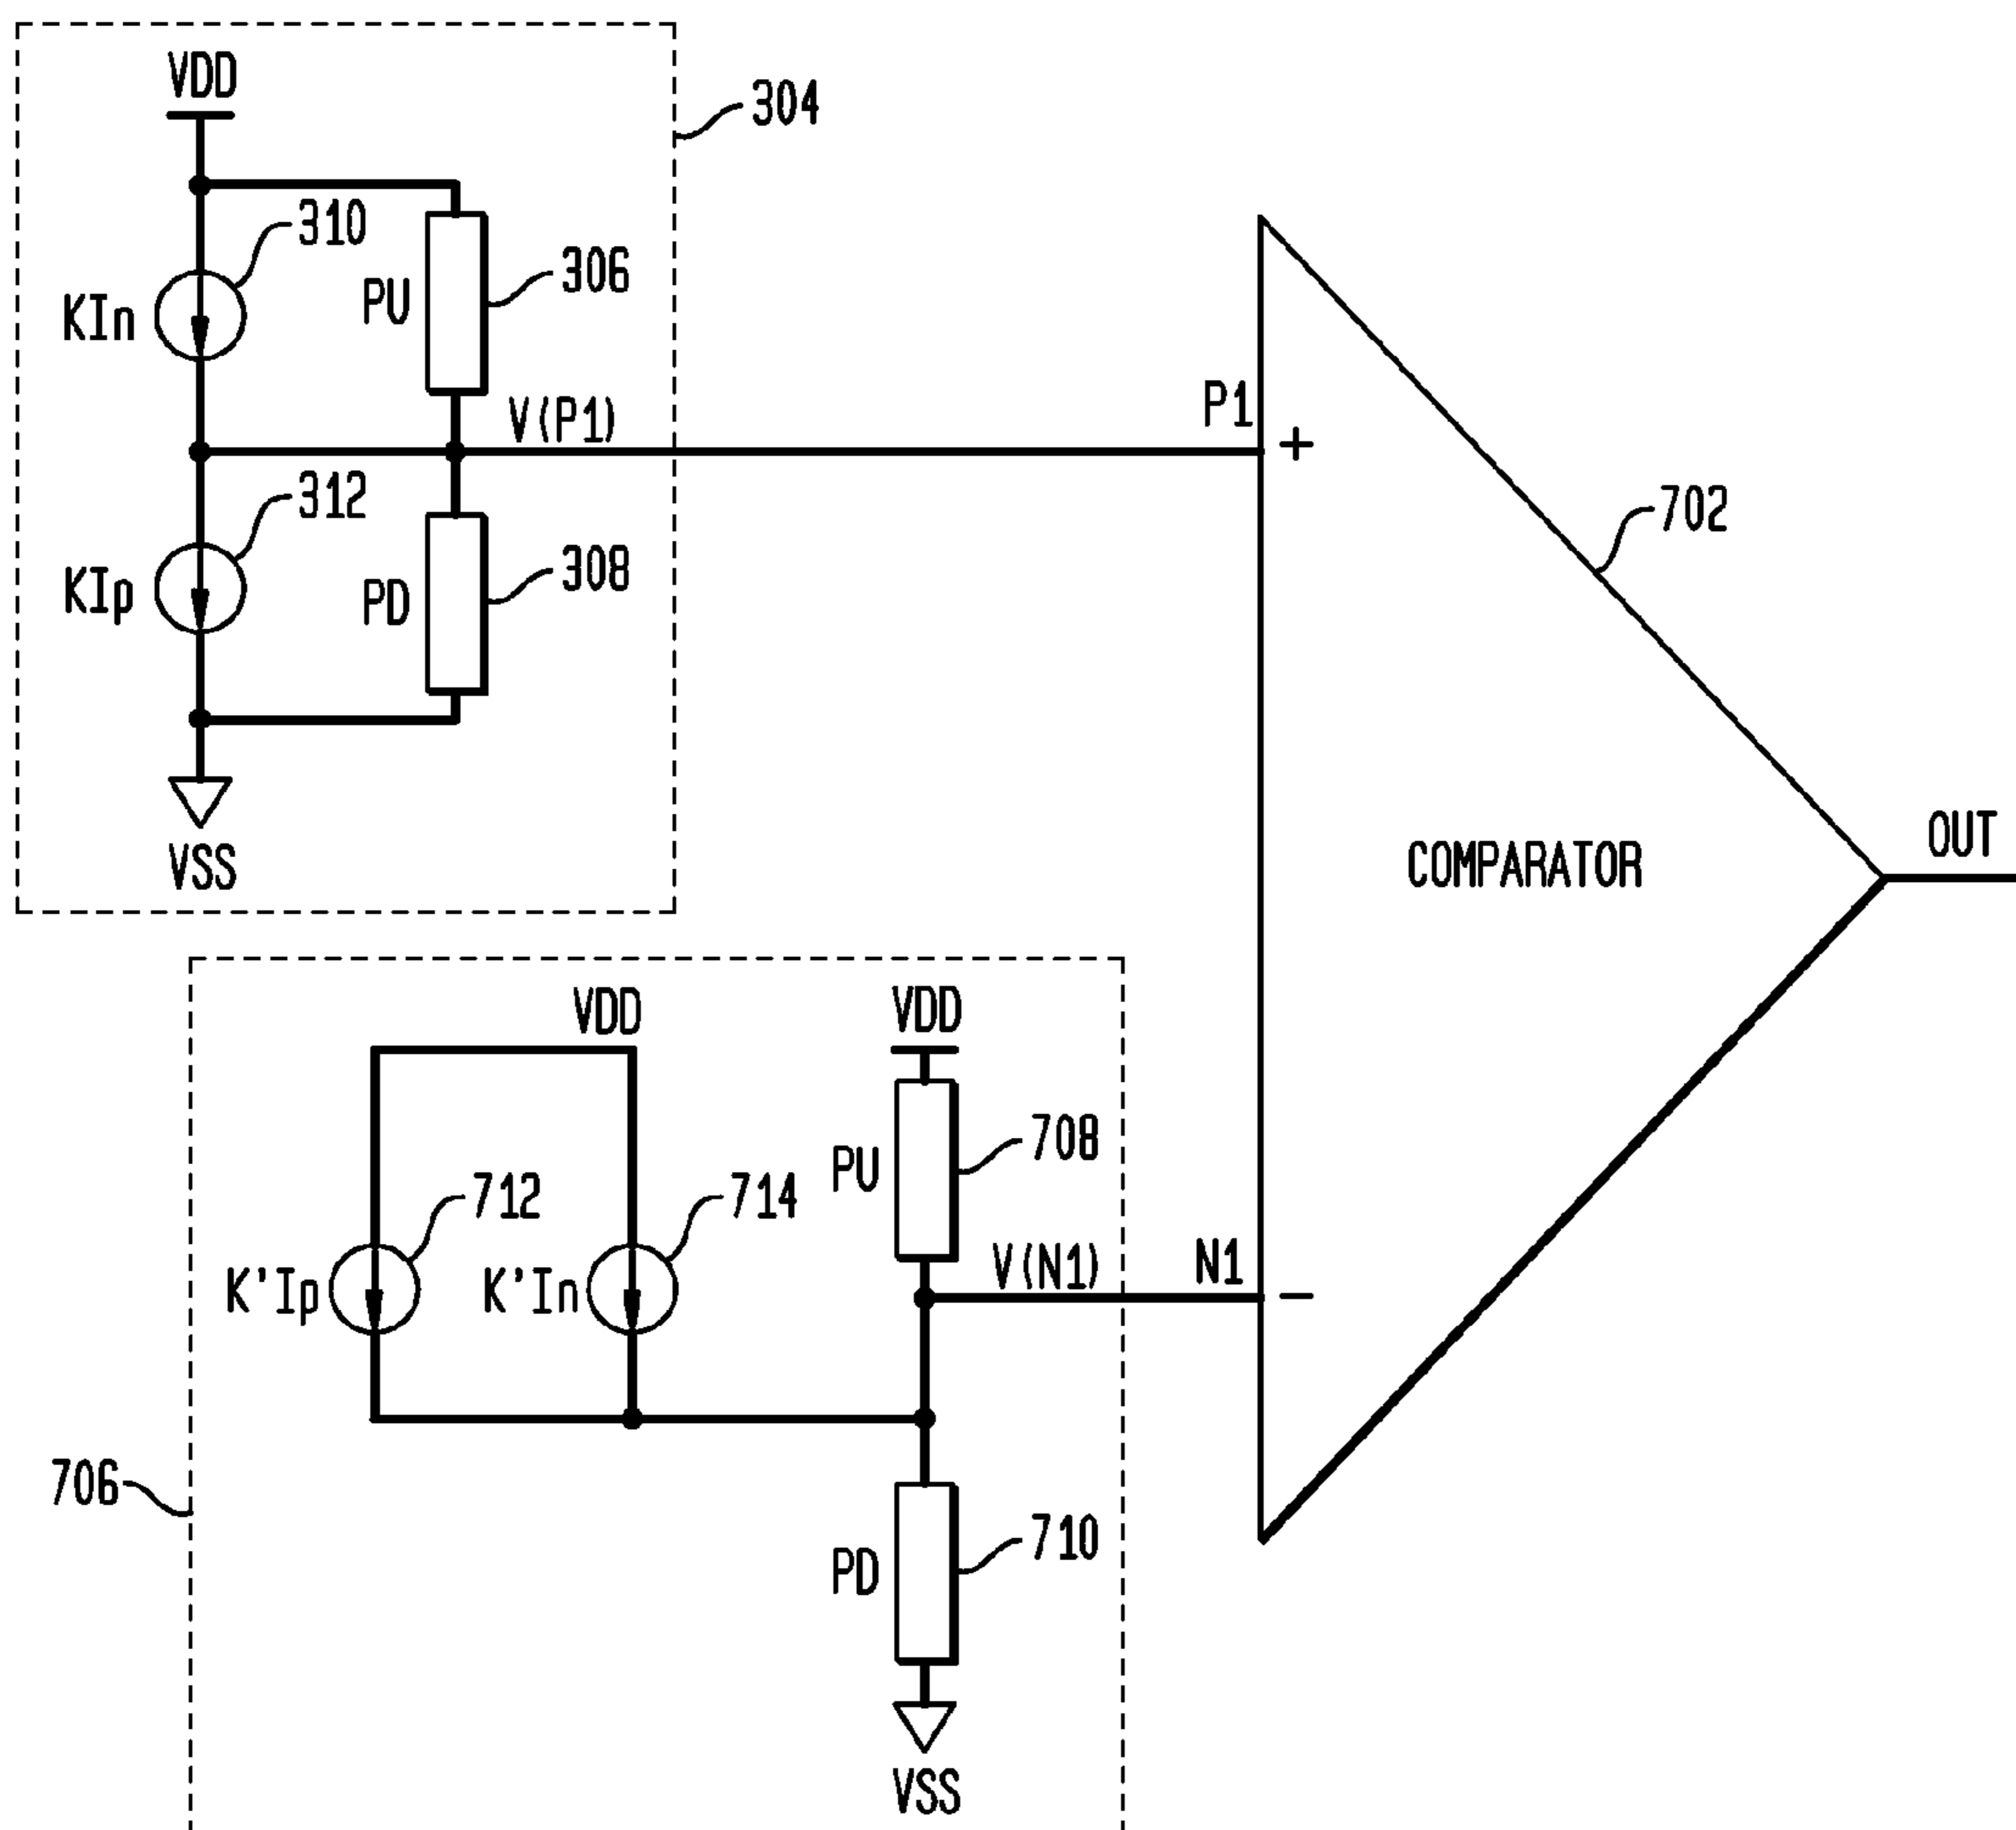 VDD
304
310
306
KIn
PU
V(P1)
P1
+
312
702
308
KIp
PD
OUT
COMPARATOR
VSS
VDD
VDD
708
PU
712
714
V(N1)
N1
−
K'Ip
K'In
706
710
PD
VSS